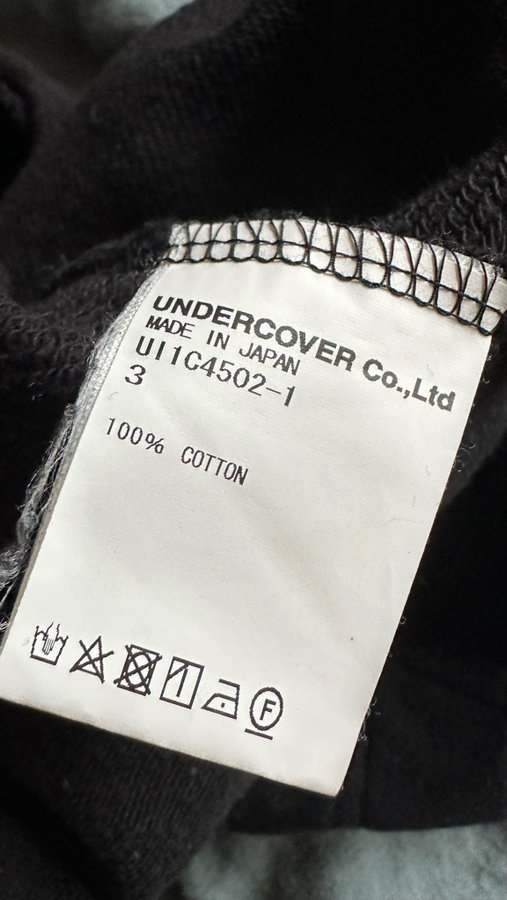 UNDERCOVER Co.,Ltd
MADE IN JAPAN
UI1C4502-1
3
100% COTTON
F